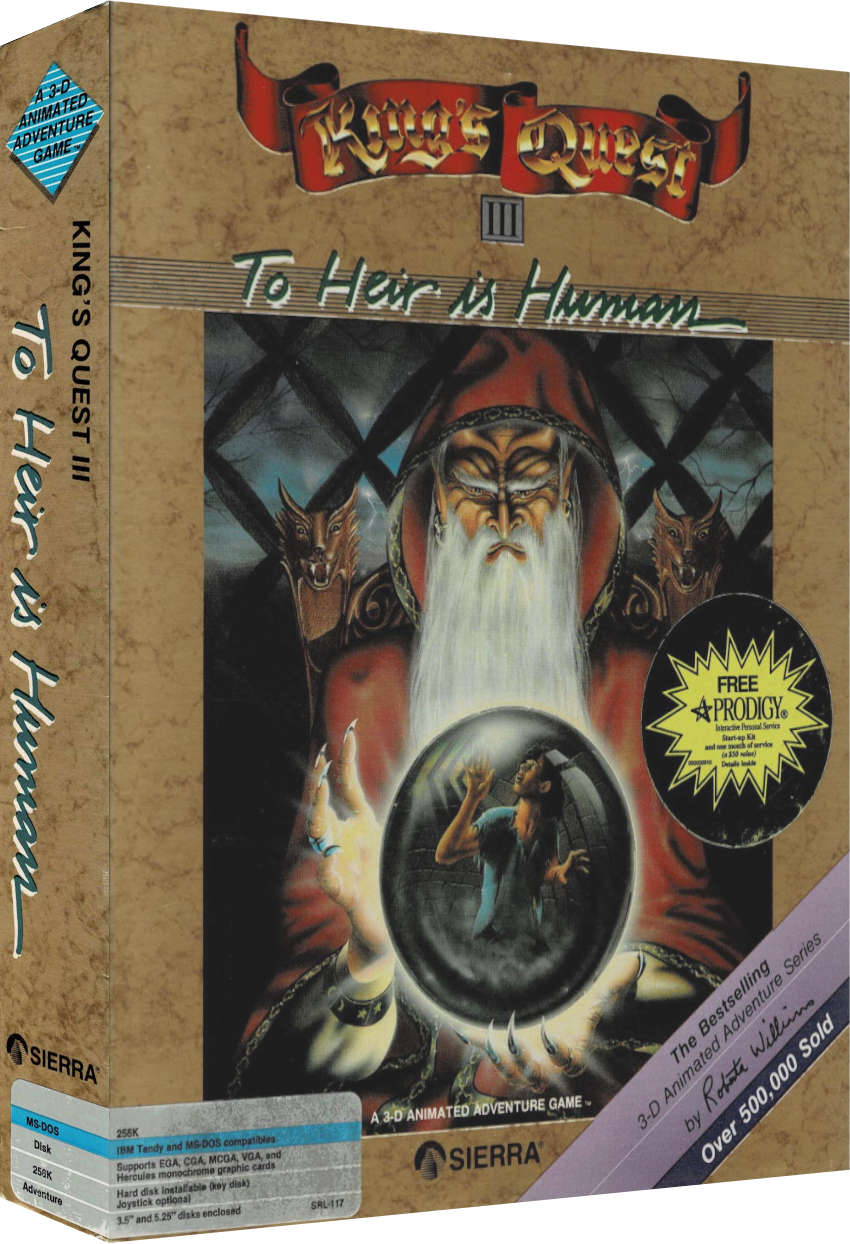 A 3-D
ANIMATED
ADVENTURE
GAME™
KING'S QUEST III
To Heir is Human
SIERRA®
MS-DOS
Disk
256K
Adventure
King's Quest
III
To Heir is Human
FREE
PRODIGY®
Interactive Personal Service
Start-up Kit
and one month of service
(a $50 value)
Details Inside
The Bestselling
3-D Animated Adventure Series
by Roberta Williams
Over 500,000 Sold
A 3-D ANIMATED ADVENTURE GAME™
SIERRA®
256K
IBM Tandy and MS-DOS compatibles
Supports EGA, CGA, MCGA, VGA, and
Hercules monochrome graphic cards
Hard disk installable (key disk)
Joystick optional
3.5" and 5.25" disks enclosed
SRL-117